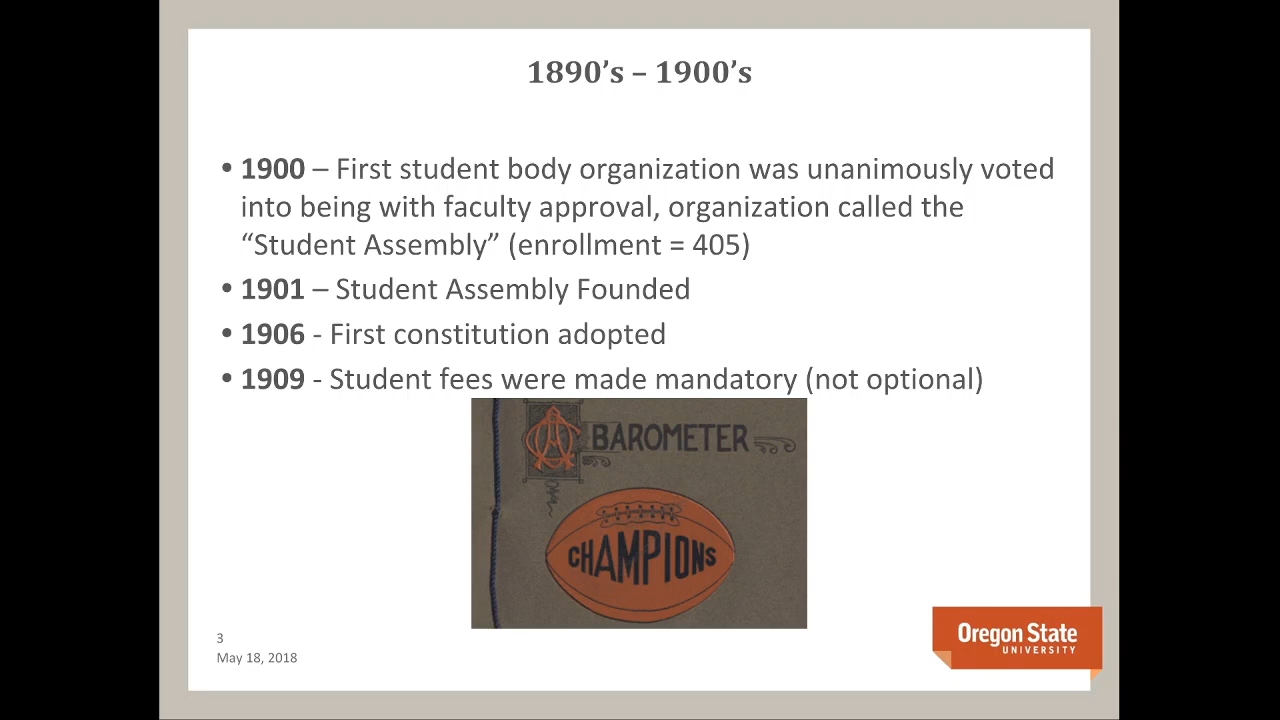 1890’s – 1900’s
• 1900 – First student body organization was unanimously voted
into being with faculty approval, organization called the
“Student Assembly” (enrollment = 405)
• 1901 – Student Assembly Founded
• 1906 - First constitution adopted
• 1909 - Student fees were made mandatory (not optional)
BAROMETER
CHAMPIONS
3
May 18, 2018
Oregon State
UNIVERSITY